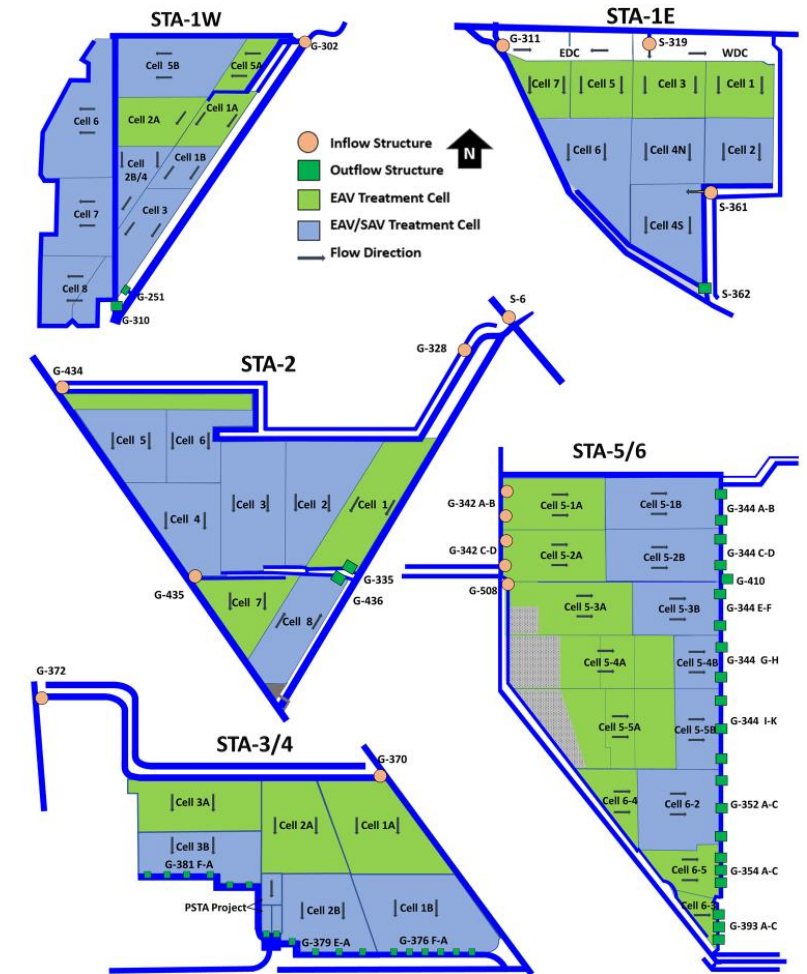 STA-1W
G-302
Cell 5B
Cell 5A
Cell 6
Cell 2A
Cell 1A
Cell
2B/4
Cell 1B
Cell 7
Cell 3
Cell 8
G-251
G-310
Inflow Structure
Outflow Structure
EAV Treatment Cell
EAV/SAV Treatment Cell
Flow Direction
N
STA-1E
G-311
S-319
EDC
WDC
Cell 7
Cell 5
Cell 3
Cell 1
Cell 6
Cell 4N
Cell 2
S-361
Cell 4S
S-362
STA-2
S-6
G-328
G-434
Cell 5
Cell 6
Cell 4
Cell 3
Cell 2
Cell 1
G-435
G-335
G-436
Cell 7
Cell 8
STA-5/6
G-342 A-B
Cell 5-1A
Cell 5-1B
G-344 A-B
G-342 C-D
Cell 5-2A
Cell 5-2B
G-344 C-D
G-508
G-410
Cell 5-3A
Cell 5-3B
G-344 E-F
Cell 5-4A
Cell 5-4B
G-344 G-H
Cell 5-5A
Cell 5-5B
G-344 I-K
Cell
6-4
Cell 6-2
G-352 A-C
Cell
6-5
G-354 A-C
Cell 6-3
G-393 A-C
STA-3/4
G-372
G-370
Cell 3A
Cell 2A
Cell 1A
Cell 3B
G-381 F-A
PSTA Project
Cell 2B
Cell 1B
G-379 E-A
G-376 F-A